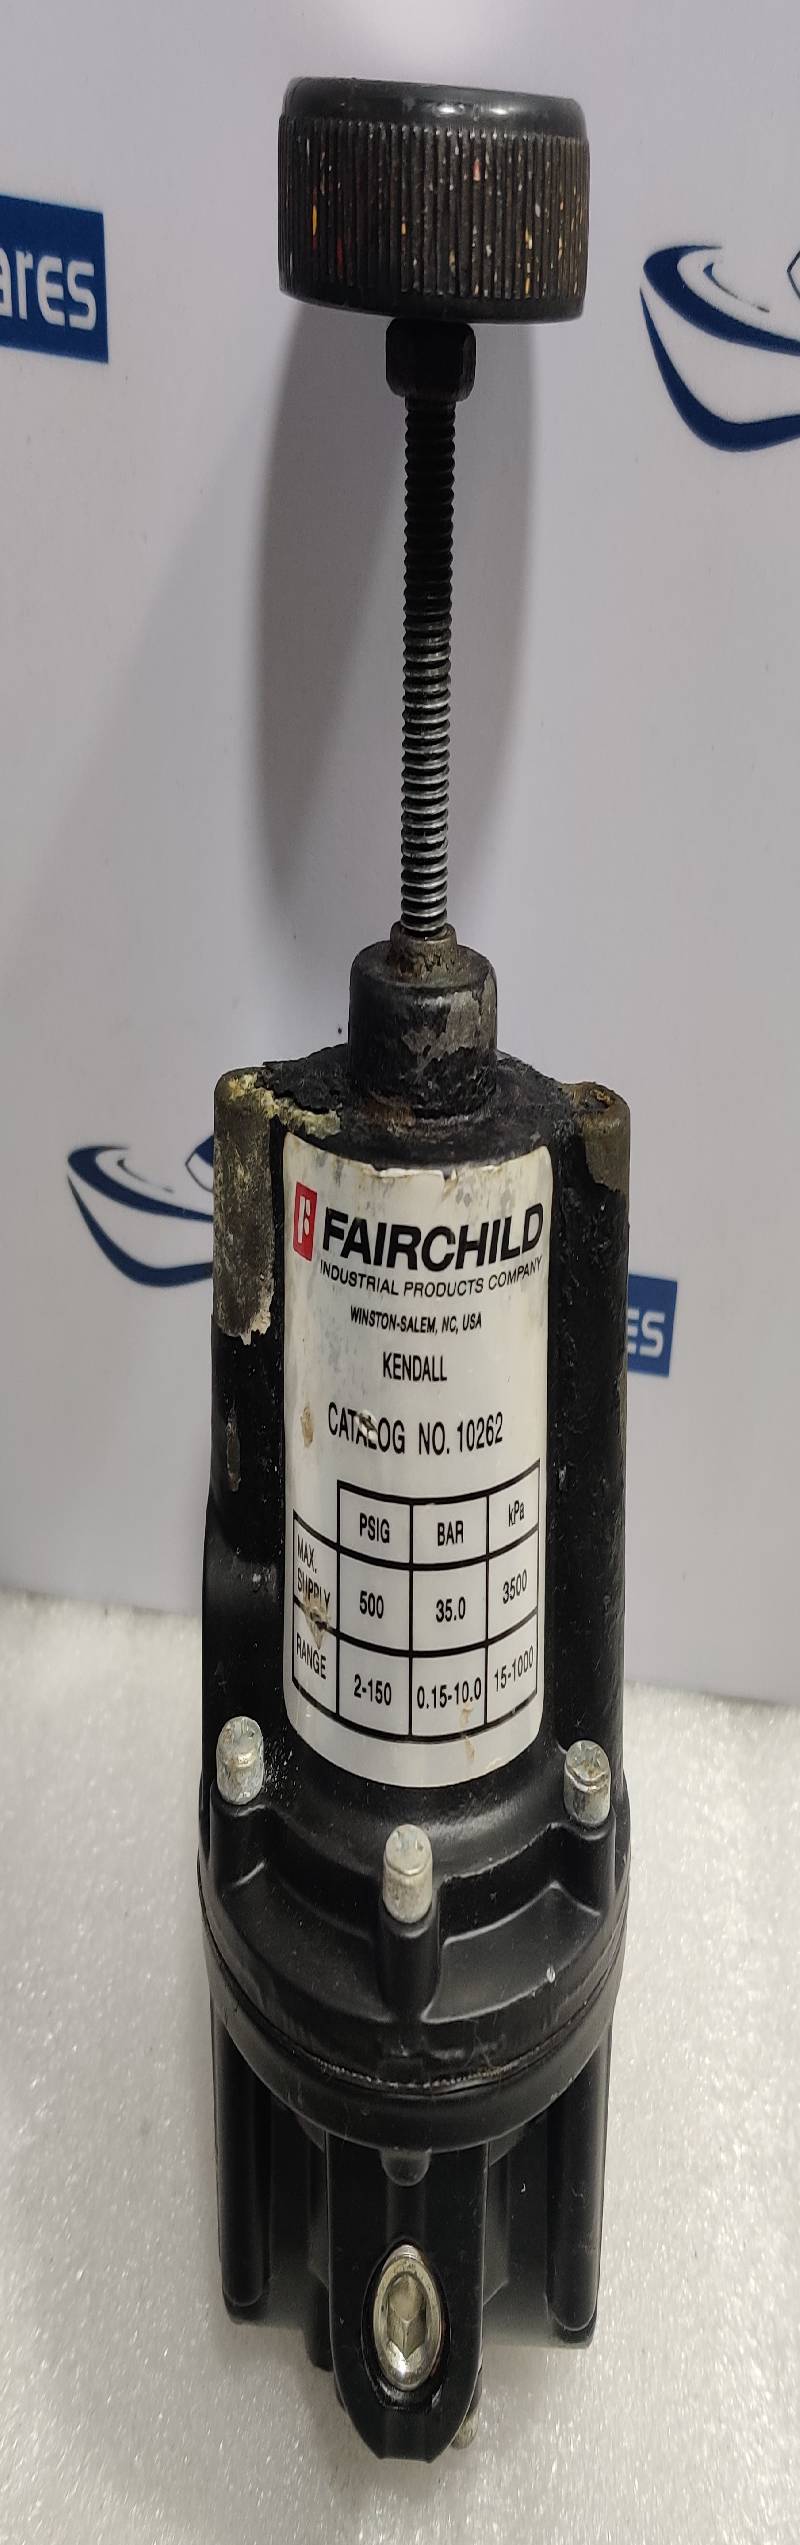 ares
FAIRCHILD
INDUSTRIAL PRODUCTS COMPANY
WINSTON-SALEM, NC, USA
KENDALL
CATALOG NO. 10262
PSIG BAR kPa
MAX. SUPPLY 500 35.0 3500
RANGE 2-150 0.15-10.0 15-1000
ES